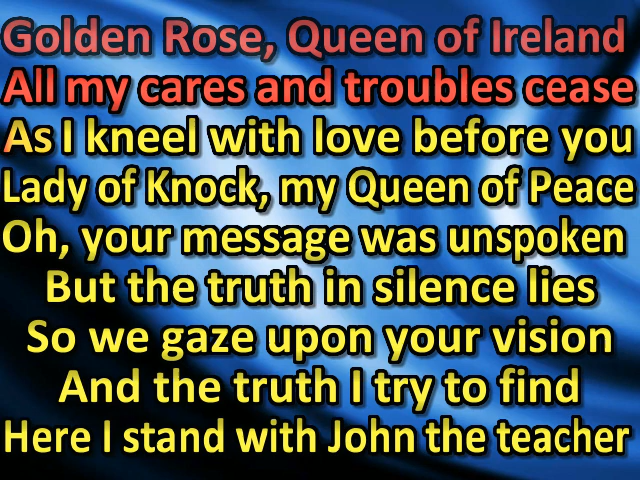 Golden Rose, Queen of Ireland
All my cares and troubles cease
As I kneel with love before you
Lady of Knock, my Queen of Peace
Oh, your message was unspoken
But the truth in silence lies
So we gaze upon your vision
And the truth I try to find
Here I stand with John the teacher